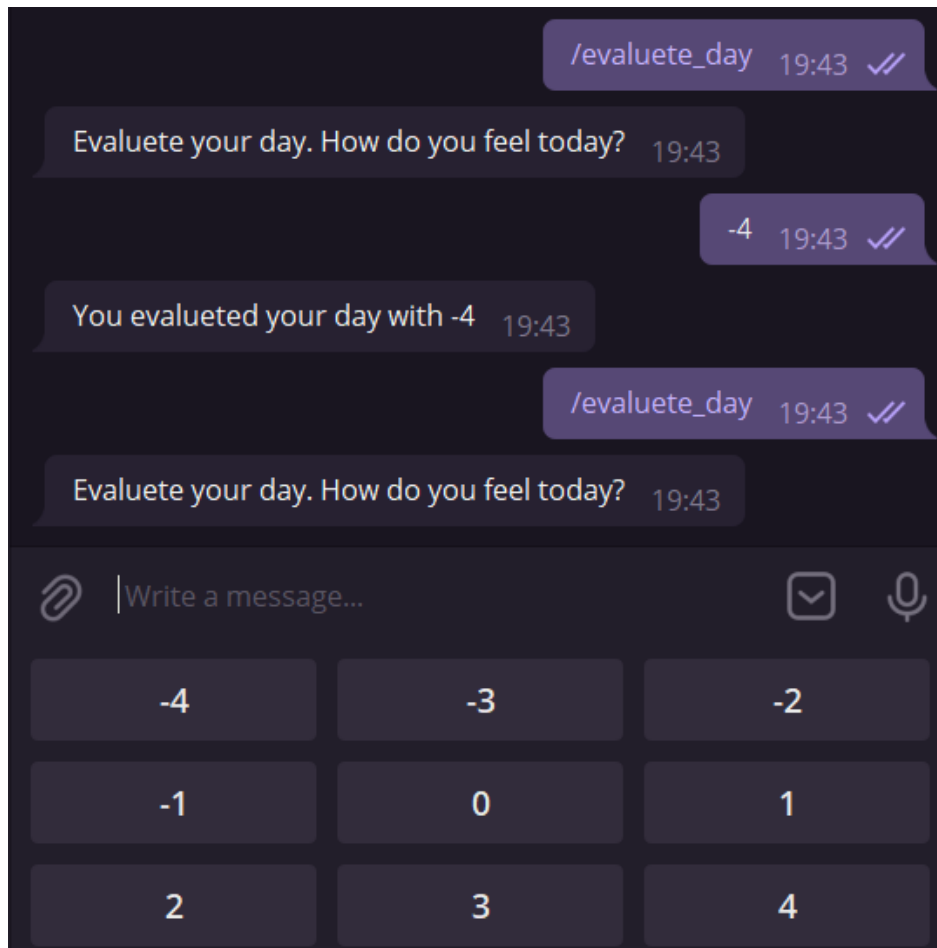 /evaluete_day 19:43
Evaluete your day. How do you feel today? 19:43
-4 19:43
You evalueted your day with -4 19:43
/evaluete_day 19:43
Evaluete your day. How do you feel today? 19:43
Write a message...
-4 -3 -2
-1 0 1
2 3 4